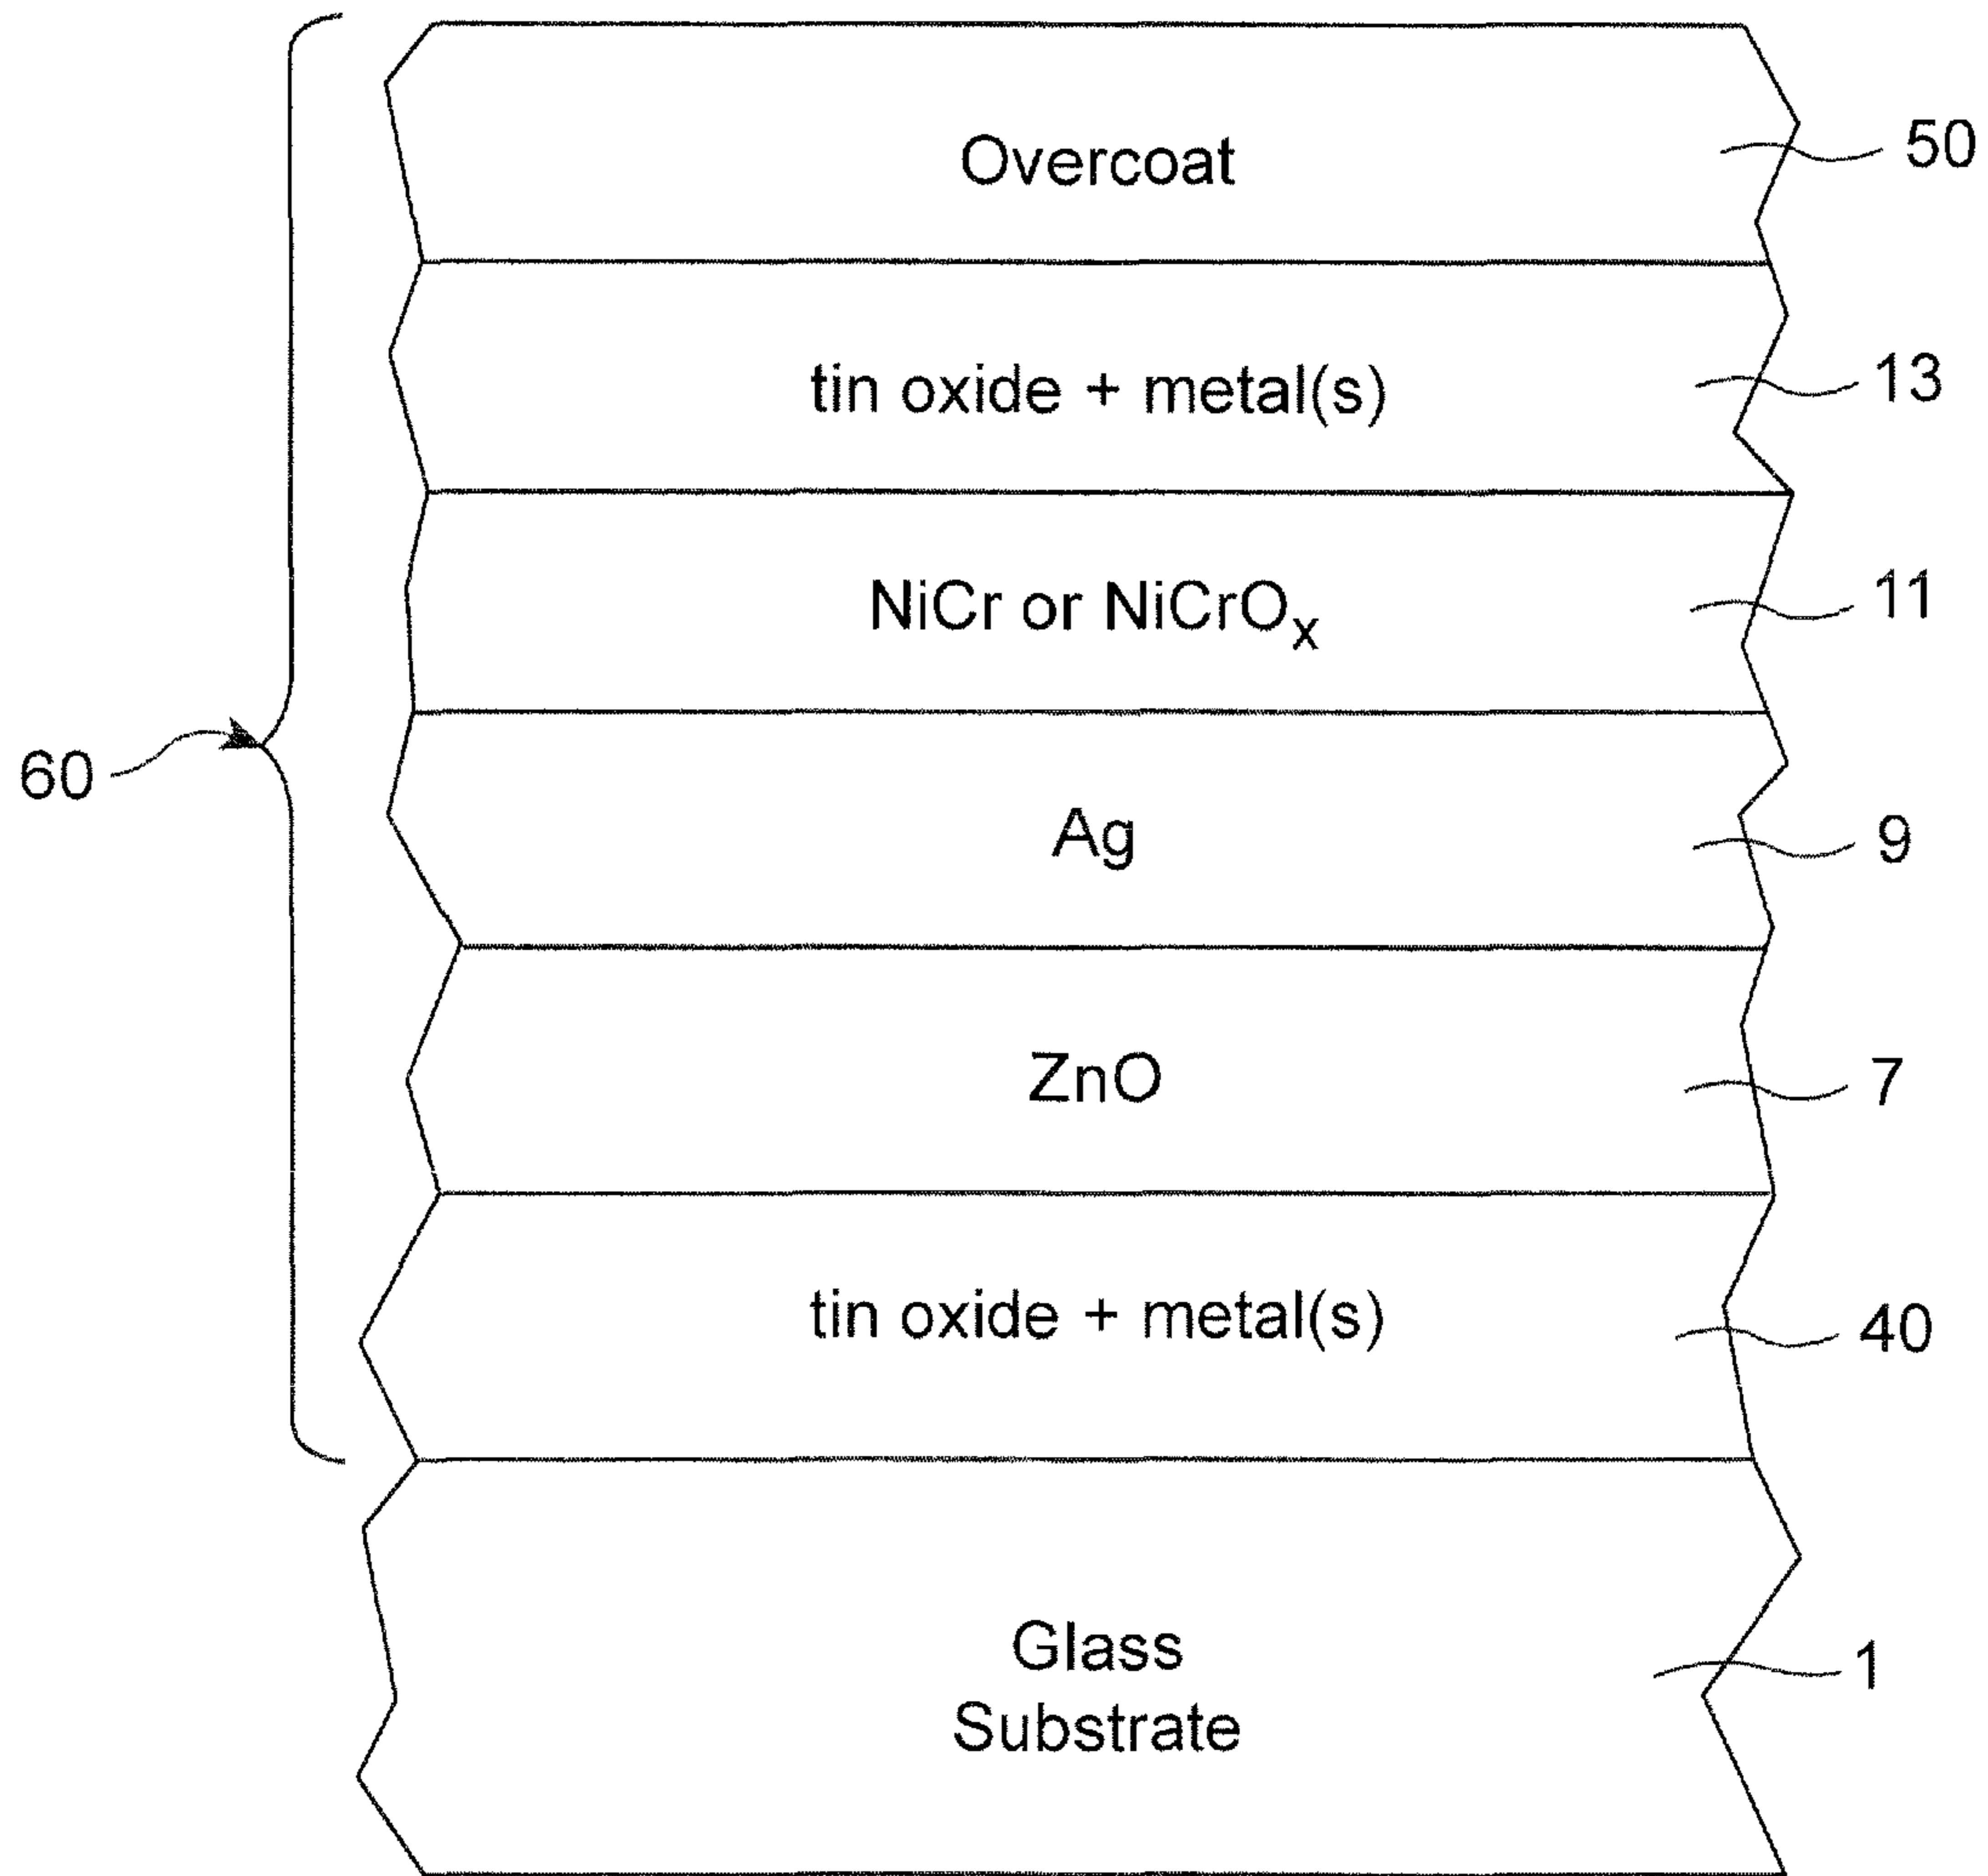 Overcoat
50
tin oxide + metal(s)
13
NiCr or NiCrOx
11
60
Ag
9
ZnO
7
tin oxide + metal(s)
40
Glass
Substrate
1